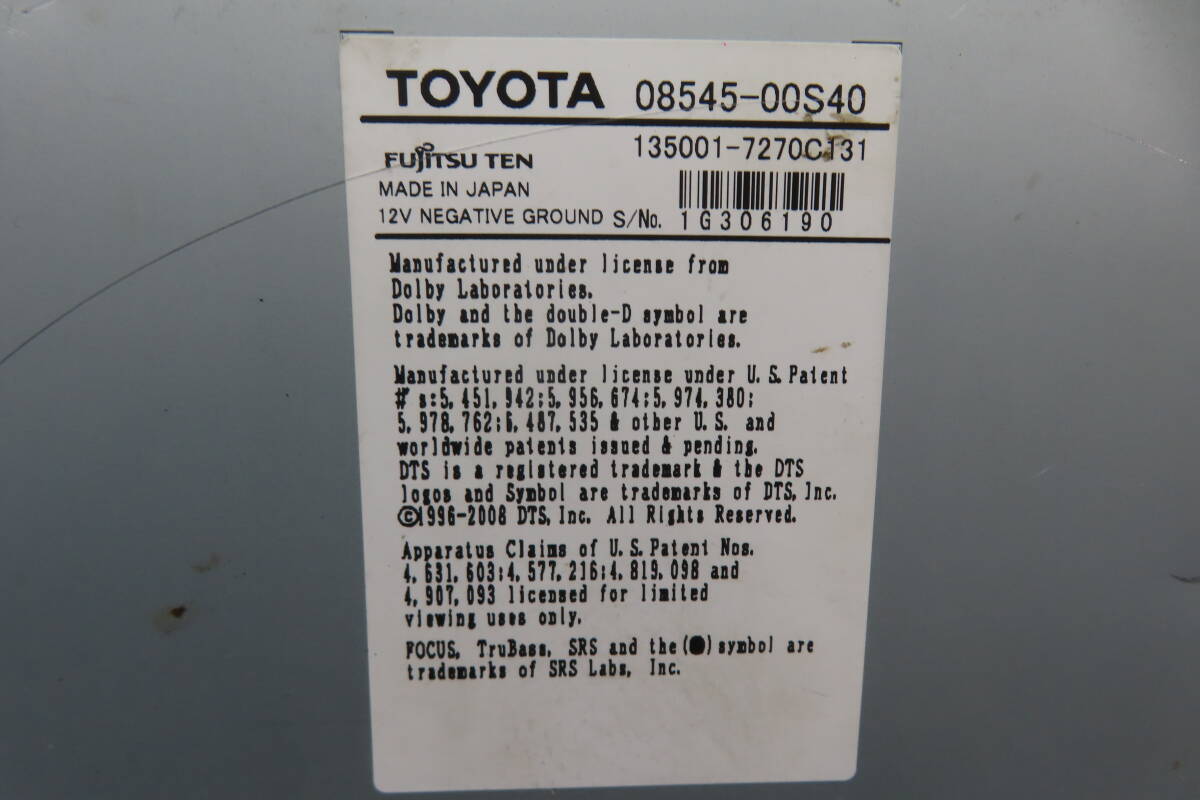 TOYOTA 08545-00S40
135001-7270CJ31
FUJITSU TEN
MADE IN JAPAN
12V NEGATIVE GROUND S/No. 1G306190
Manufactured under license from
Dolby Laboratories.
Dolby and the double-D symbol are
trademarks of Dolby Laboratories.
Manufactured under license under U.S.Patent
# s:5,451,942;5,956,674;5,974,380;
5,978,762;6,487,535 & other U.S. and
worldwide patents issued & pending.
DTS is a registered trademark & the DTS
logos and Symbol are trademarks of DTS,Inc.
©1996-2008 DTS,Inc. All Rights Reserved.
Apparatus Claims of U.S.Patent Nos.
4,631,603;4,577,216;4,819,098 and
4,907,093 licensed for limited
viewing uses only.
FOCUS, TruBass, SRS and the(●)symbol are
trademarks of SRS Labs, Inc.